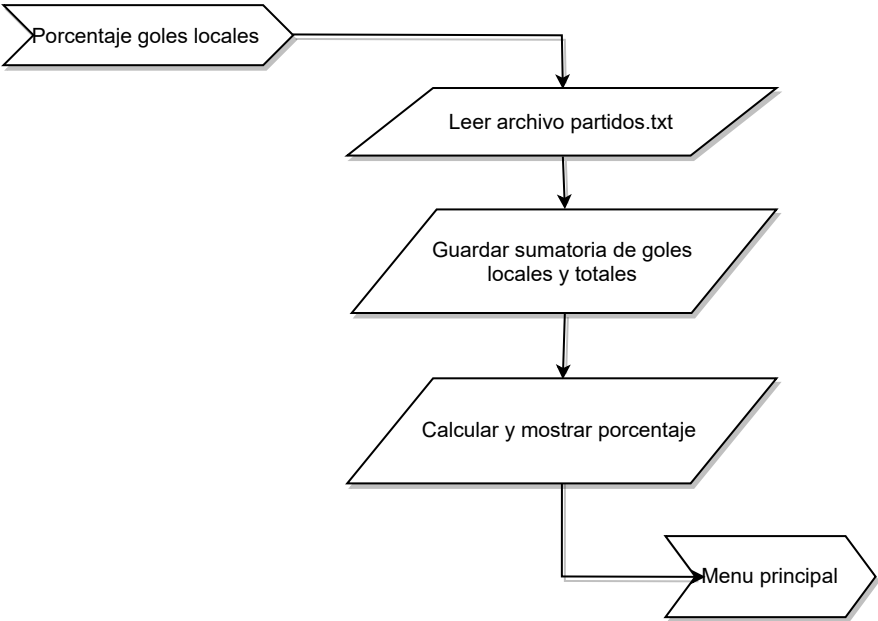 Porcentaje goles locales
Leer archivo partidos.txt
Guardar sumatoria de goles
locales y totales
Calcular y mostrar porcentaje
Menu principal